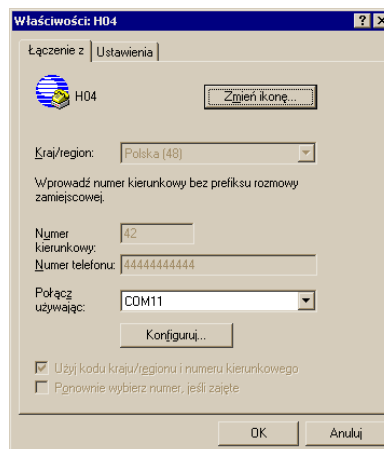 Właściwości: H04
Łączenie z Ustawienia
H04 Zmień ikonę...
Kraj/region: Polska (48)
Wprowadź numer kierunkowy bez prefiksu rozmowy
zamiejscowej.
Numer
kierunkowy: 42
Numer telefonu: 44444444444
Połącz
używając: COM11
Konfiguruj...
Użyj kodu kraju/regionu i numeru kierunkowego
Ponownie wybierz numer, jeśli zajęte
OK Anuluj